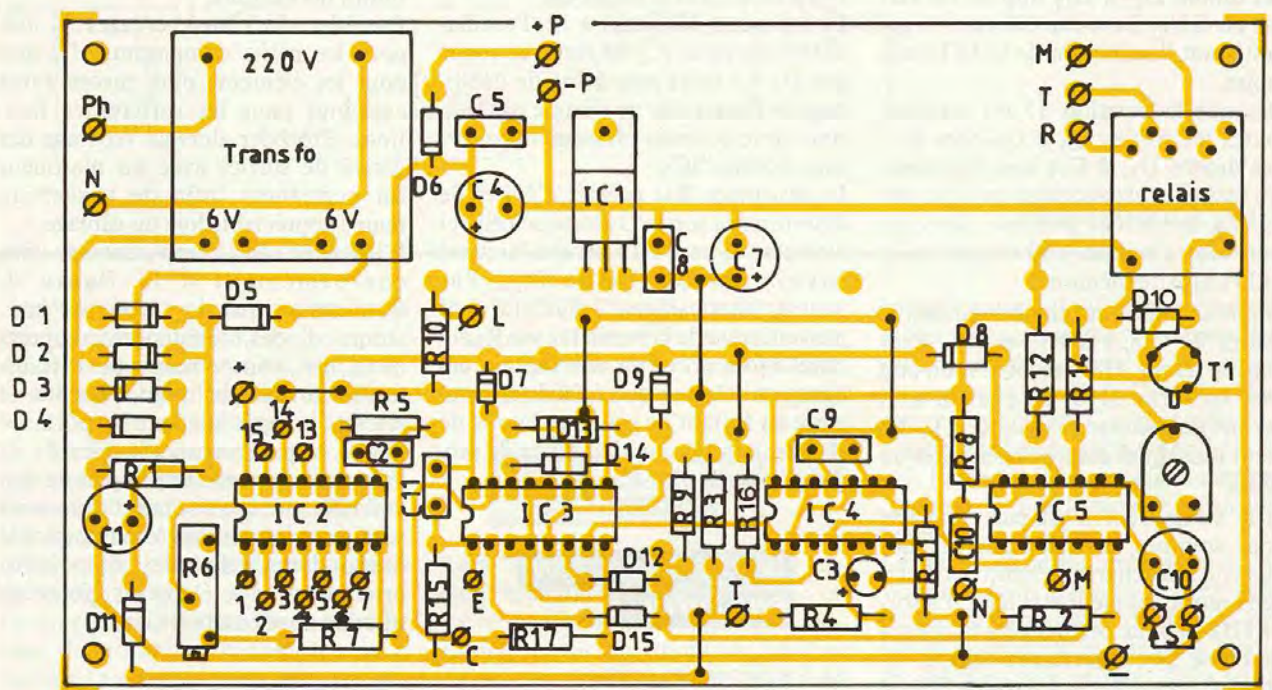 +P
-P
220V
Transfo
6V
6V
Ph
N
M
T
R
relais
C5
C4
D6
IC1
C8
C7
D5
D1
D2
D3
D4
R10
L
D7
D9
D8
D10
R12
R14
T1
+
14
15
13
R5
C2
D13
D14
C9
R8
R1
+
C1
IC2
C11
IC3
R9
R3
R16
IC4
IC5
R6
1
2
3
4
5
6
7
R7
R15
E
C
R17
D12
D15
T
C3
+
R4
R11
C10
N
M
R2
C10
+
S
D11
-